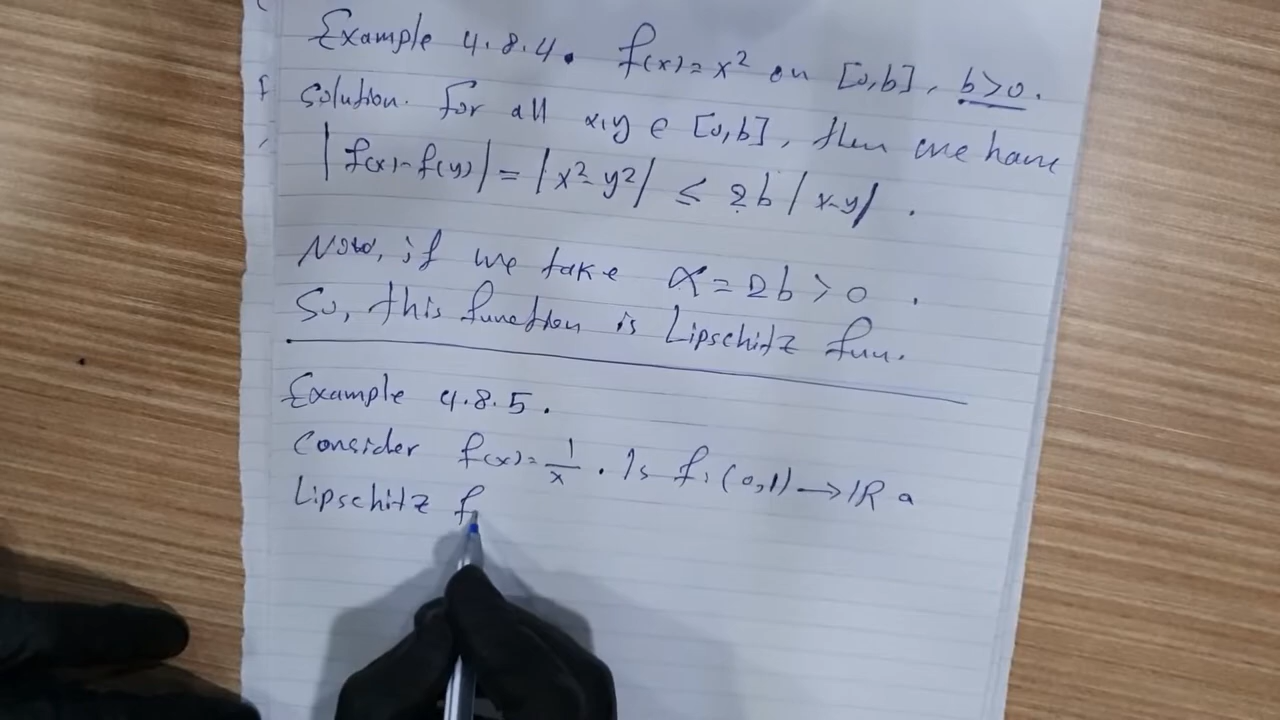 Example 4.8.4. f(x)=x² on [0,b], b>0.
Solution. For all x,y ∈ [0,b], then we have
|f(x)-f(y)| = |x²-y²| ≤ 2b|x-y|.
Now, if we take α=2b>0.
So, this function is Lipschitz fun.
Example 4.8.5.
Consider f(x)=1/x. Is f:(0,1)→ℝ a
Lipschitz f